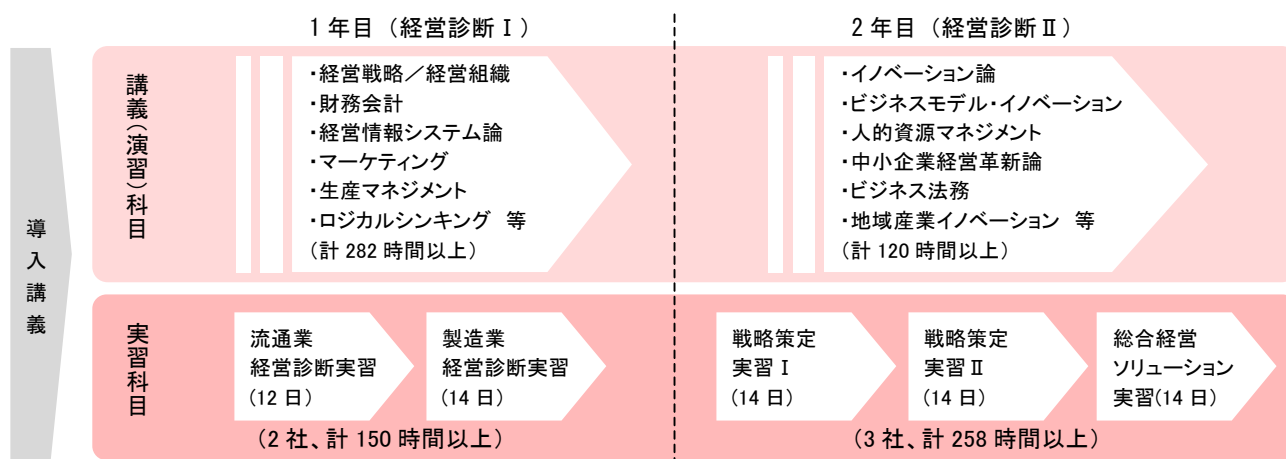 1年目（経営診断Ⅰ）
2年目（経営診断Ⅱ）
導入講義
講義（演習）科目
・経営戦略／経営組織
・財務会計
・経営情報システム論
・マーケティング
・生産マネジメント
・ロジカルシンキング 等
（計 282 時間以上）
・イノベーション論
・ビジネスモデル・イノベーション
・人的資源マネジメント
・中小企業経営革新論
・ビジネス法務
・地域産業イノベーション 等
（計 120 時間以上）
実習科目
流通業
経営診断実習
(12 日)
製造業
経営診断実習
(14 日)
（2 社、計 150 時間以上）
戦略策定
実習Ⅰ
(14 日)
戦略策定
実習Ⅱ
(14 日)
総合経営
ソリューション
実習(14 日)
（3 社、計 258 時間以上）